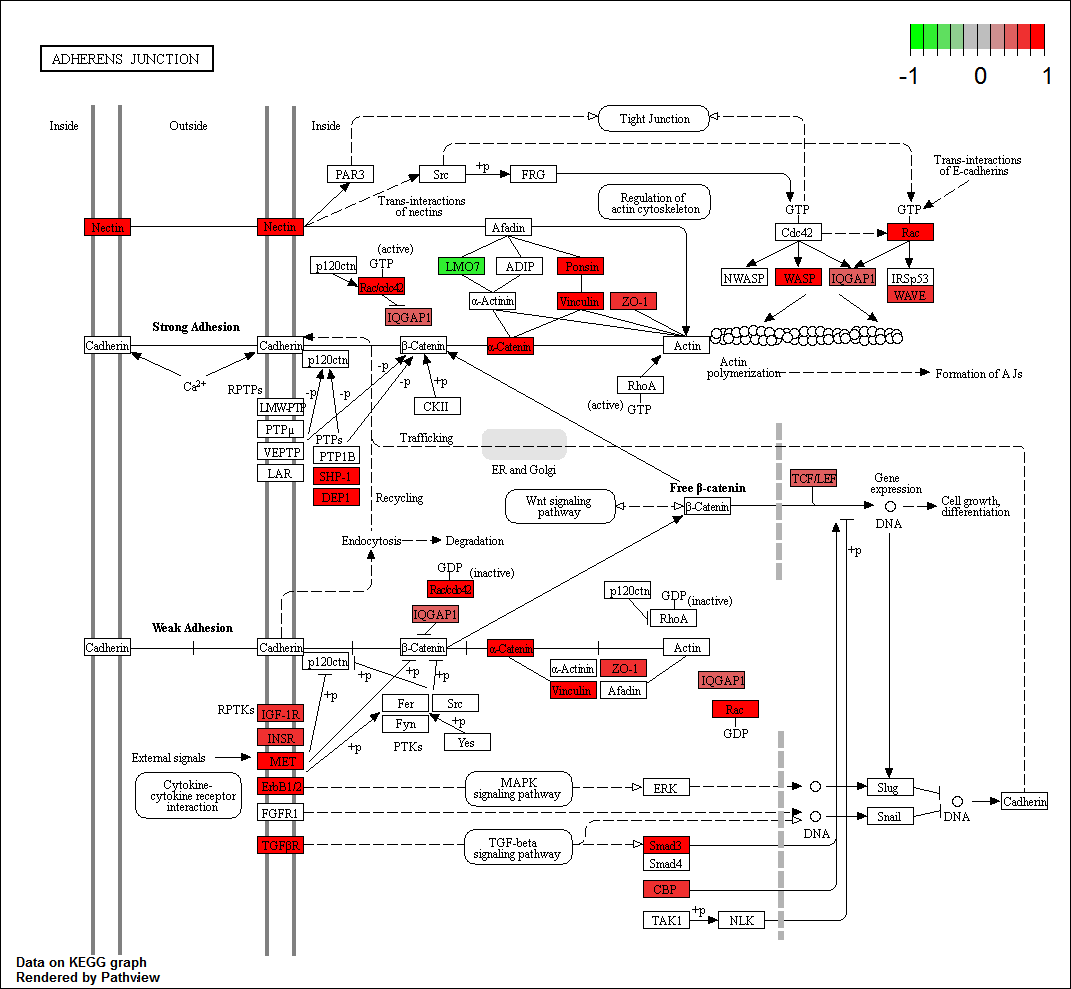 ADHERENS JUNCTION
-1
0
1
Inside
Outside
Inside
Tight Junction
PAR3
Src
+p
FRG
Trans-interactions
of E-cadherins
Trans-interactions
of nectins
Regulation of
actin cytoskeleton
GTP
GTP
Nectin
Nectin
Afadin
Cdc42
Rac
(active)
p120ctn
GTP
LMO7
ADIP
Ponsin
NWASP
WASP
IQGAP1
IRSp53
Rac/cdc42
WAVE
α-Actinin
Vinculin
ZO-1
IQGAP1
Strong Adhesion
Cadherin
Cadherin
β-Catenin
α-Catenin
Actin
p120ctn
Actin
polymerization
Formation of AJs
Ca2+
RPTPs
-p
-p
-p
-p
+p
RhoA
(active)
GTP
LMW-PTP
CKII
PTPμ
PTPs
Trafficking
VEPTP
PTP1B
LAR
SHP-1
ER and Golgi
TCF/LEF
Gene
expression
DEP1
Recycling
Free β-catenin
Wnt signaling
pathway
β-Catenin
Cell growth,
differentiation
DNA
Endocytosis
Degradation
+p
GDP
(inactive)
Rac/cdc42
p120ctn
GDP
(inactive)
IQGAP1
RhoA
Weak Adhesion
Cadherin
Cadherin
β-Catenin
α-Catenin
Actin
p120ctn
+p
+p
α-Actinin
ZO-1
IQGAP1
+p
Vinculin
Afadin
Fer
Src
RPTKs
IGF-1R
Rac
Fyn
+p
INSR
+p
PTKs
Yes
GDP
External signals
MET
Cytokine-
cytokine receptor
interaction
ErbB1/2
MAPK
signaling pathway
ERK
Slug
FGFR1
DNA
Snail
DNA
Cadherin
TGFβR
TGF-beta
signaling pathway
Smad3
Smad4
CBP
TAK1
+p
NLK
Data on KEGG graph
Rendered by Pathview